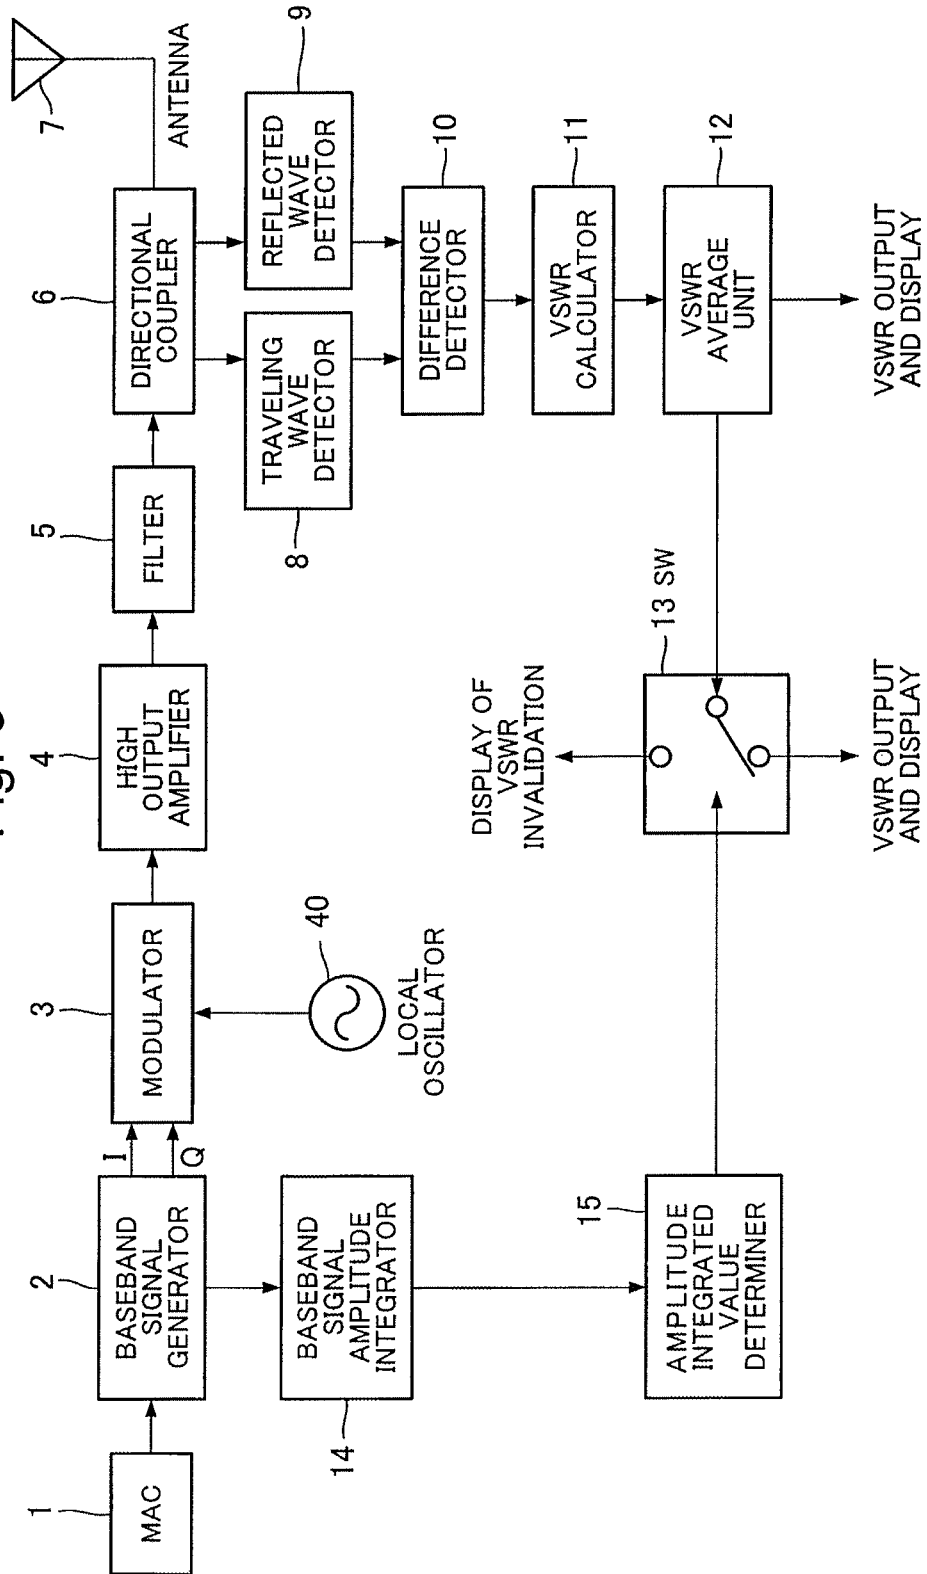 1
MAC
2
BASEBAND
SIGNAL
GENERATOR
I
Q
3
MODULATOR
40
LOCAL
OSCILLATOR
4
HIGH
OUTPUT
AMPLIFIER
5
FILTER
6
DIRECTIONAL
COUPLER
7
ANTENNA
8
TRAVELING
WAVE
DETECTOR
9
REFLECTED
WAVE
DETECTOR
10
DIFFERENCE
DETECTOR
11
VSWR
CALCULATOR
12
VSWR
AVERAGE
UNIT
VSWR OUTPUT
AND DISPLAY
14
BASEBAND
SIGNAL
AMPLITUDE
INTEGRATOR
15
AMPLITUDE
INTEGRATED
VALUE
DETERMINER
13 SW
DISPLAY OF
VSWR
INVALIDATION
VSWR OUTPUT
AND DISPLAY